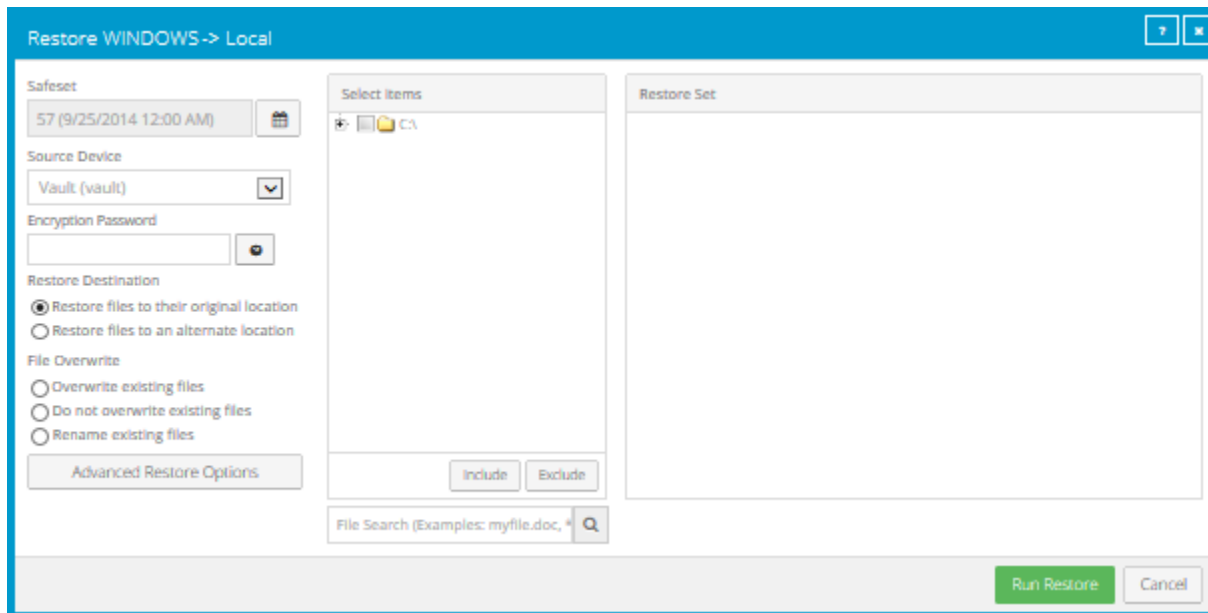 Restore WINDOWS -> Local
?
Safeset
57 (9/25/2014 12:00 AM)
Source Device
Vault (vault)
Encryption Password
Restore Destination
Restore files to their original location
Restore files to an alternate location
File Overwrite
Overwrite existing files
Do not overwrite existing files
Rename existing files
Advanced Restore Options
Select Items
C:\
Include
Exclude
File Search (Examples: myfile.doc, *
Restore Set
Run Restore
Cancel